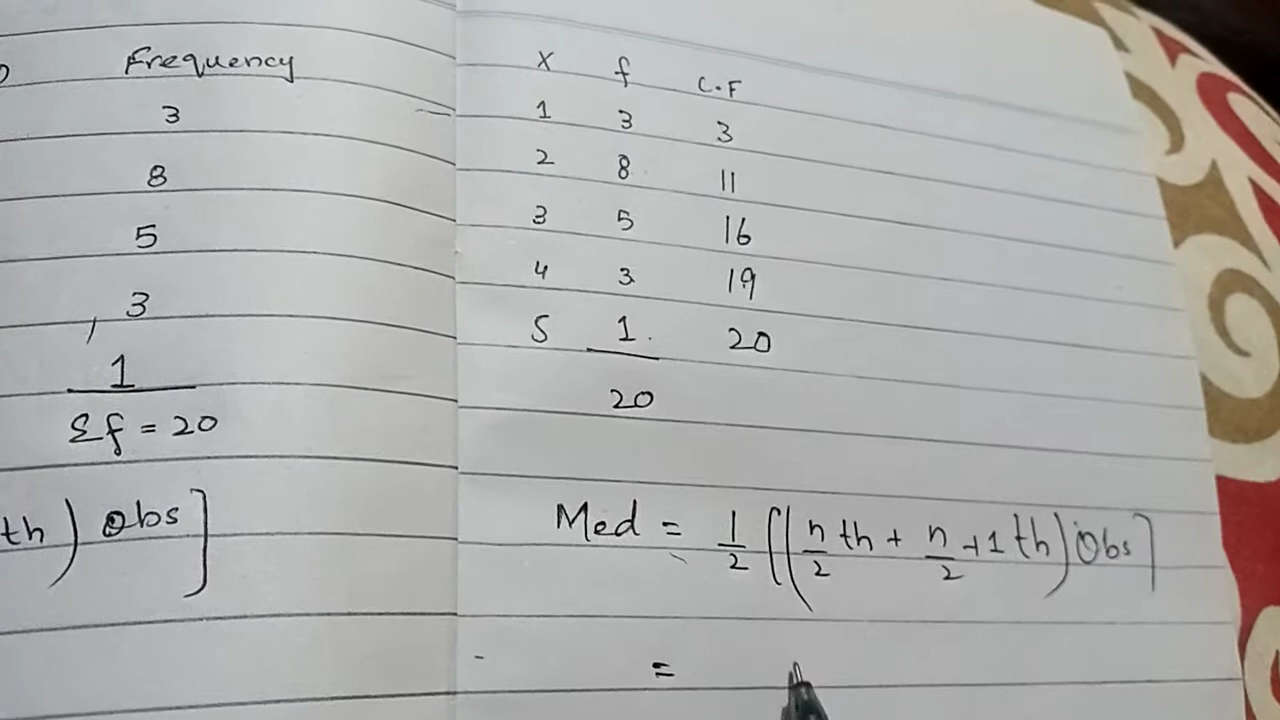 Frequency
3
8
5
3
1
Σf = 20
th) Obs]
x f C.F
1 3 3
2 8 11
3 5 16
4 3 19
5 1 20
20
Med = 1/2 [(n/2 th + n/2 +1 th) Obs]
=